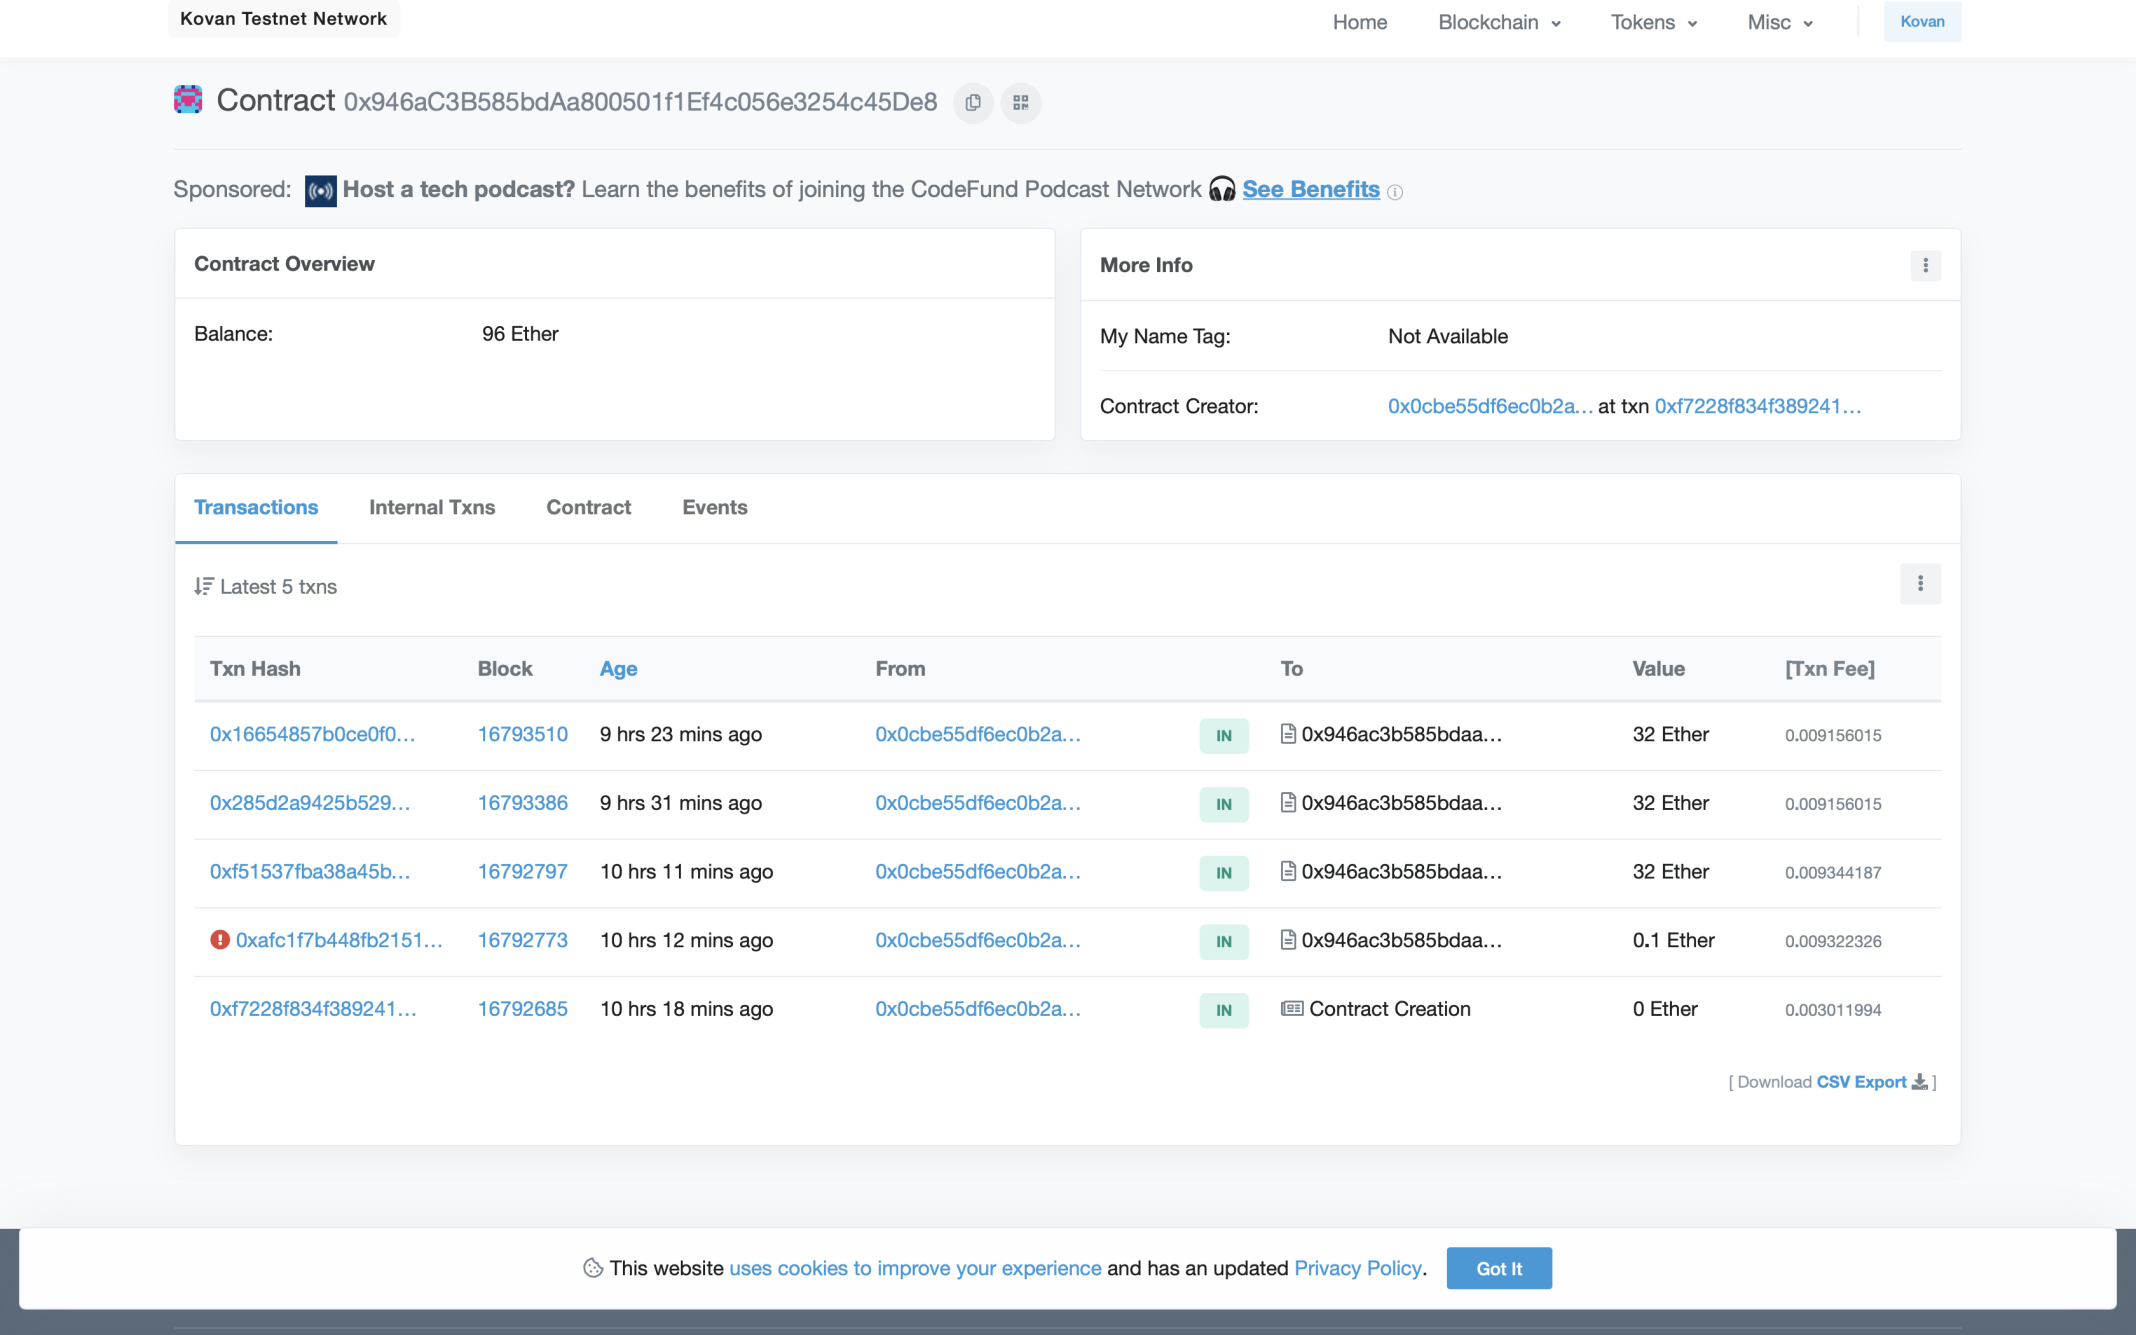 Kovan Testnet Network
Home Blockchain Tokens Misc Kovan
Contract 0x946aC3B585bdAa800501f1Ef4c056e3254c45De8
Sponsored: Host a tech podcast? Learn the benefits of joining the CodeFund Podcast Network See Benefits
Contract Overview
Balance: 96 Ether
More Info
My Name Tag: Not Available
Contract Creator: 0x0cbe55df6ec0b2a... at txn 0xf7228f834f389241...
Transactions Internal Txns Contract Events
Latest 5 txns
Txn Hash Block Age From To Value [Txn Fee]
0x16654857b0ce0f0... 16793510 9 hrs 23 mins ago 0x0cbe55df6ec0b2a... IN 0x946ac3b585bdaa... 32 Ether 0.009156015
0x285d2a9425b529... 16793386 9 hrs 31 mins ago 0x0cbe55df6ec0b2a... IN 0x946ac3b585bdaa... 32 Ether 0.009156015
0xf51537fba38a45b... 16792797 10 hrs 11 mins ago 0x0cbe55df6ec0b2a... IN 0x946ac3b585bdaa... 32 Ether 0.009344187
0xafc1f7b448fb2151... 16792773 10 hrs 12 mins ago 0x0cbe55df6ec0b2a... IN 0x946ac3b585bdaa... 0.1 Ether 0.009322326
0xf7228f834f389241... 16792685 10 hrs 18 mins ago 0x0cbe55df6ec0b2a... IN Contract Creation 0 Ether 0.003011994
[ Download CSV Export ]
This website uses cookies to improve your experience and has an updated Privacy Policy. Got It